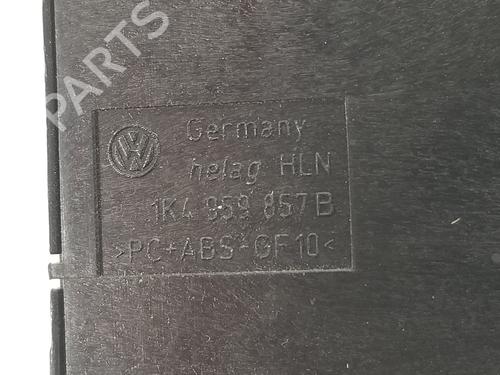 PARTS
Germany
helag HLN
1K4 959 857 B
>PC+ABS-GF10<